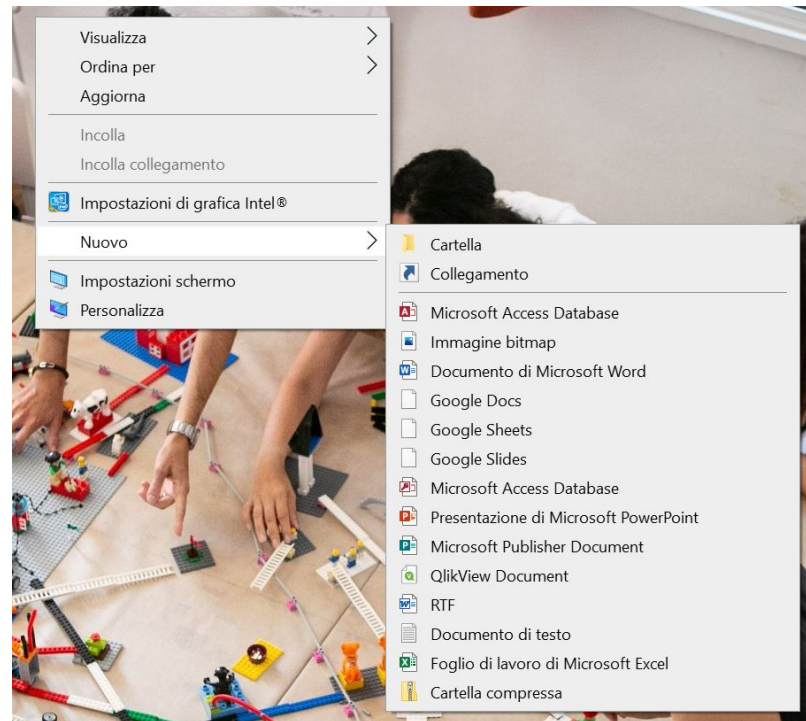 Visualizza
Ordina per
Aggiorna
Incolla
Incolla collegamento
Impostazioni di grafica Intel®
Nuovo
Impostazioni schermo
Personalizza
Cartella
Collegamento
Microsoft Access Database
Immagine bitmap
Documento di Microsoft Word
Google Docs
Google Sheets
Google Slides
Microsoft Access Database
Presentazione di Microsoft PowerPoint
Microsoft Publisher Document
QlikView Document
RTF
Documento di testo
Foglio di lavoro di Microsoft Excel
Cartella compressa